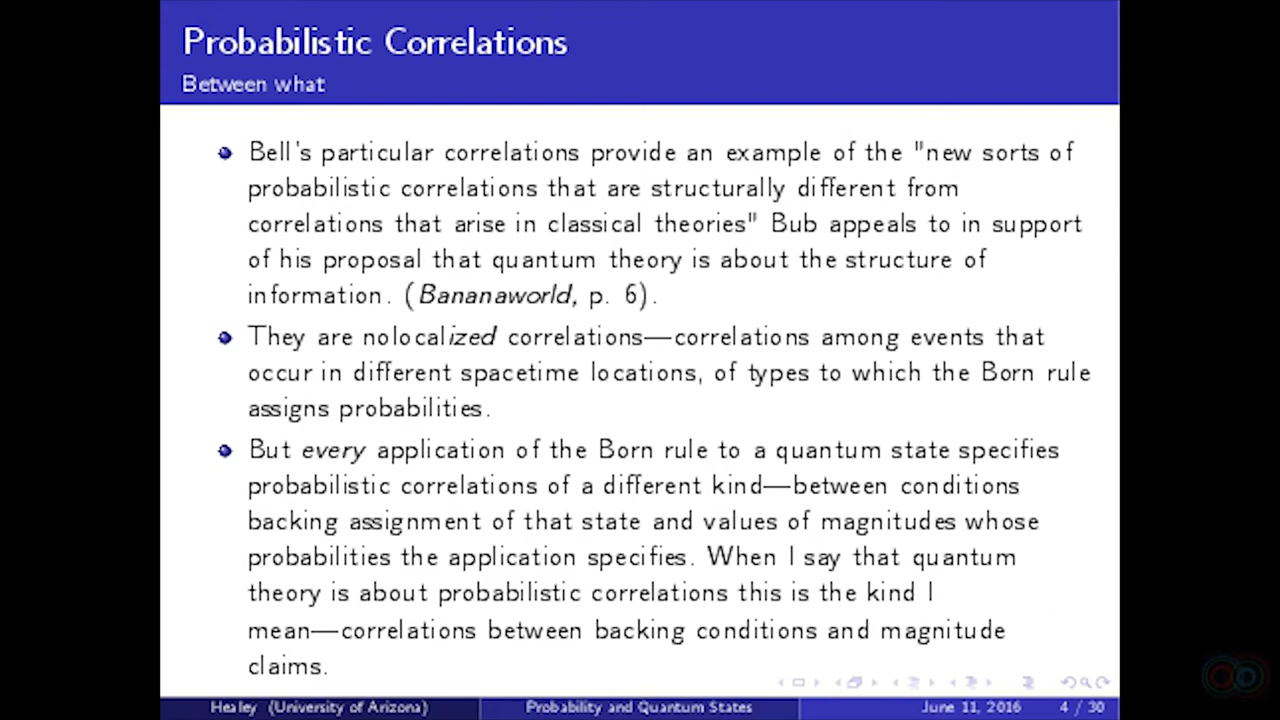 Probabilistic Correlations
Between what
Bell's particular correlations provide an example of the "new sorts of
probabilistic correlations that are structurally different from
correlations that arise in classical theories" Bub appeals to in support
of his proposal that quantum theory is about the structure of
information. (Bananaworld, p. 6).
They are nolocalized correlations—correlations among events that
occur in different spacetime locations, of types to which the Born rule
assigns probabilities.
But every application of the Born rule to a quantum state specifies
probabilistic correlations of a different kind—between conditions
backing assignment of that state and values of magnitudes whose
probabilities the application specifies. When I say that quantum
theory is about probabilistic correlations this is the kind I
mean—correlations between backing conditions and magnitude
claims.
Healey (University of Arizona) Probability and Quantum States June 11, 2016 4 / 30